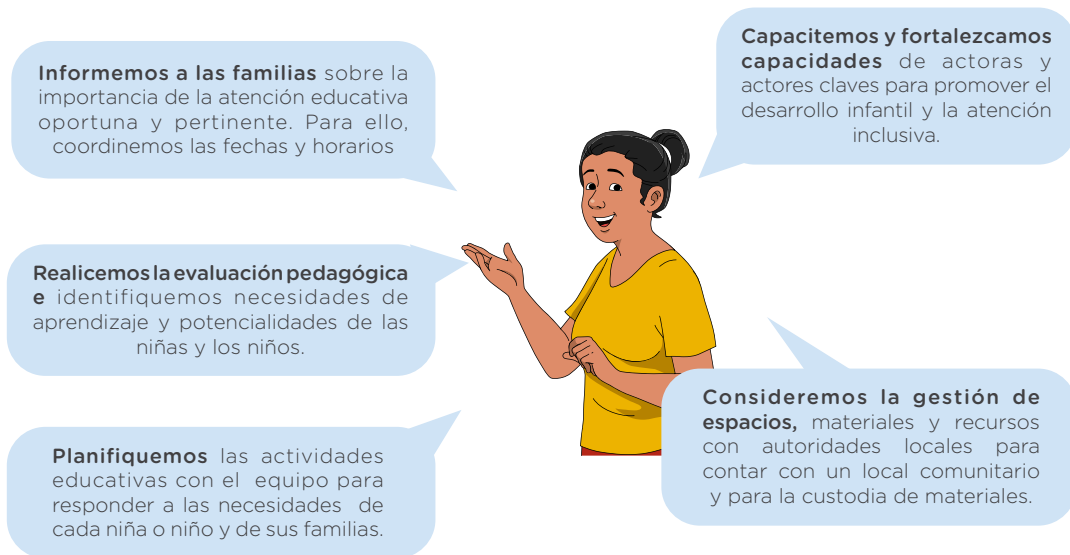 Informemos a las familias sobre la
importancia de la atención educativa
oportuna y pertinente. Para ello,
coordinemos las fechas y horarios
Realicemos la evaluación pedagógica
e identifiquemos necesidades de
aprendizaje y potencialidades de las
niñas y los niños.
Planifiquemos las actividades
educativas con el equipo para
responder a las necesidades de
cada niña o niño y de sus familias.
Capacitemos y fortalezcamos
capacidades de actoras y
actores claves para promover el
desarrollo infantil y la atención
inclusiva.
Consideremos la gestión de
espacios, materiales y recursos
con autoridades locales para
contar con un local comunitario
y para la custodia de materiales.